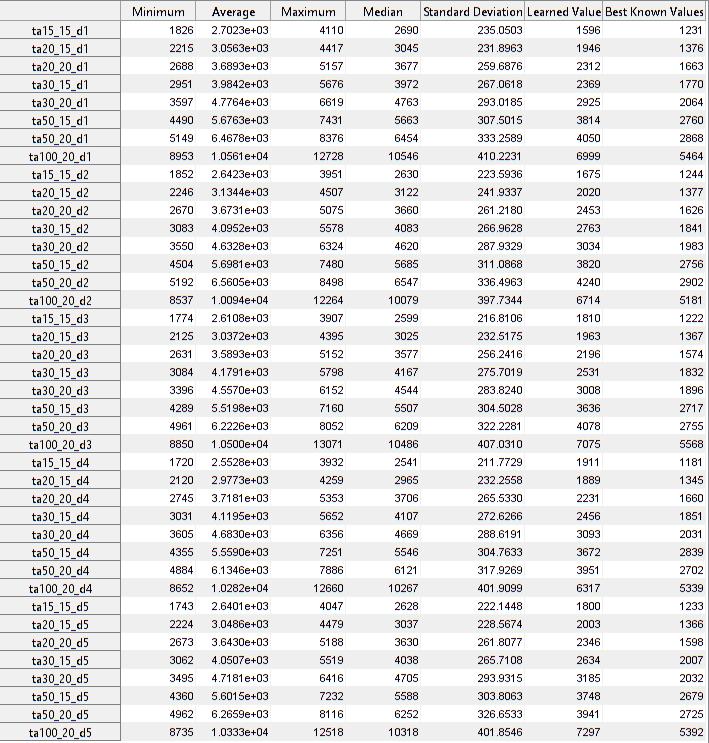 Minimum Average Maximum Median Standard Deviation Learned Value Best Known Values
ta15_15_d1 1826 2.7023e+03 4110 2690 235.0503 1596 1231
ta20_15_d1 2215 3.0563e+03 4417 3045 231.8963 1946 1376
ta20_20_d1 2688 3.6893e+03 5157 3677 259.6876 2312 1663
ta30_15_d1 2951 3.9842e+03 5676 3972 267.0618 2369 1770
ta30_20_d1 3597 4.7764e+03 6619 4763 293.0185 2925 2064
ta50_15_d1 4490 5.6763e+03 7431 5663 307.5015 3814 2760
ta50_20_d1 5149 6.4678e+03 8376 6454 333.2589 4050 2868
ta100_20_d1 8953 1.0561e+04 12728 10546 410.2231 6999 5464
ta15_15_d2 1852 2.6423e+03 3951 2630 223.5936 1675 1244
ta20_15_d2 2246 3.1344e+03 4507 3122 241.9337 2020 1377
ta20_20_d2 2670 3.6731e+03 5075 3660 261.2180 2453 1626
ta30_15_d2 3083 4.0952e+03 5578 4083 266.9628 2763 1841
ta30_20_d2 3550 4.6328e+03 6324 4620 287.9329 3034 1983
ta50_15_d2 4504 5.6981e+03 7480 5685 311.0868 3820 2756
ta50_20_d2 5192 6.5605e+03 8498 6547 336.4963 4240 2902
ta100_20_d2 8537 1.0094e+04 12264 10079 397.7344 6714 5181
ta15_15_d3 1774 2.6108e+03 3907 2599 216.8106 1810 1222
ta20_15_d3 2125 3.0372e+03 4395 3025 232.5175 1963 1367
ta20_20_d3 2631 3.5893e+03 5152 3577 256.2416 2196 1574
ta30_15_d3 3084 4.1791e+03 5798 4167 275.7019 2531 1832
ta30_20_d3 3396 4.5570e+03 6152 4544 283.8240 3008 1896
ta50_15_d3 4289 5.5198e+03 7160 5507 304.5028 3636 2717
ta50_20_d3 4961 6.2226e+03 8052 6209 322.2281 4078 2755
ta100_20_d3 8850 1.0500e+04 13071 10486 407.0310 7075 5568
ta15_15_d4 1720 2.5528e+03 3932 2541 211.7729 1911 1181
ta20_15_d4 2120 2.9773e+03 4259 2965 232.2558 1889 1345
ta20_20_d4 2745 3.7181e+03 5353 3706 265.5330 2231 1660
ta30_15_d4 3031 4.1195e+03 5652 4107 272.6266 2456 1851
ta30_20_d4 3605 4.6830e+03 6356 4669 288.6191 3093 2031
ta50_15_d4 4355 5.5590e+03 7251 5546 304.7633 3672 2839
ta50_20_d4 4884 6.1346e+03 7886 6121 317.9269 3951 2702
ta100_20_d4 8652 1.0282e+04 12660 10267 401.9099 6317 5339
ta15_15_d5 1743 2.6401e+03 4047 2628 222.1448 1800 1233
ta20_15_d5 2224 3.0486e+03 4479 3037 228.5674 2003 1366
ta20_20_d5 2673 3.6430e+03 5188 3630 261.8077 2346 1598
ta30_15_d5 3062 4.0507e+03 5519 4038 265.7108 2634 2007
ta30_20_d5 3495 4.7181e+03 6416 4705 293.9315 3185 2032
ta50_15_d5 4360 5.6015e+03 7232 5588 303.8063 3748 2679
ta50_20_d5 4962 6.2659e+03 8116 6252 326.6533 3941 2725
ta100_20_d5 8735 1.0333e+04 12518 10318 401.8546 7297 5392